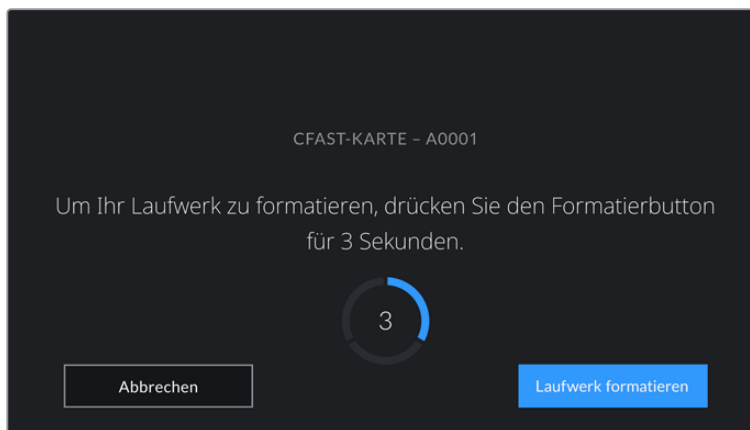 CFAST-KARTE – A0001
Um Ihr Laufwerk zu formatieren, drücken Sie den Formatierbutton
für 3 Sekunden.
3
Abbrechen
Laufwerk formatieren